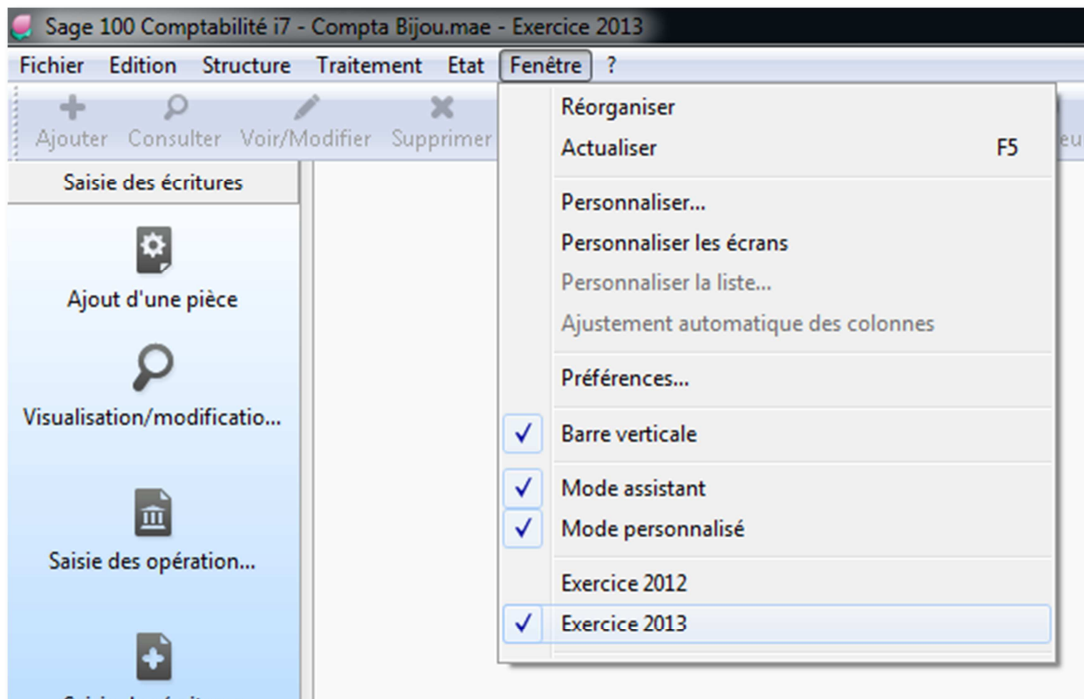 Sage 100 Comptabilité i7 - Compta Bijou.mae - Exercice 2013
Fichier Edition Structure Traitement Etat Fenêtre ?
Ajouter Consulter Voir/Modifier Supprimer
Saisie des écritures
Ajout d'une pièce
Visualisation/modificatio...
Saisie des opération...
Réorganiser
Actualiser F5
Personnaliser...
Personnaliser les écrans
Personnaliser la liste...
Ajustement automatique des colonnes
Préférences...
Barre verticale
Mode assistant
Mode personnalisé
Exercice 2012
Exercice 2013